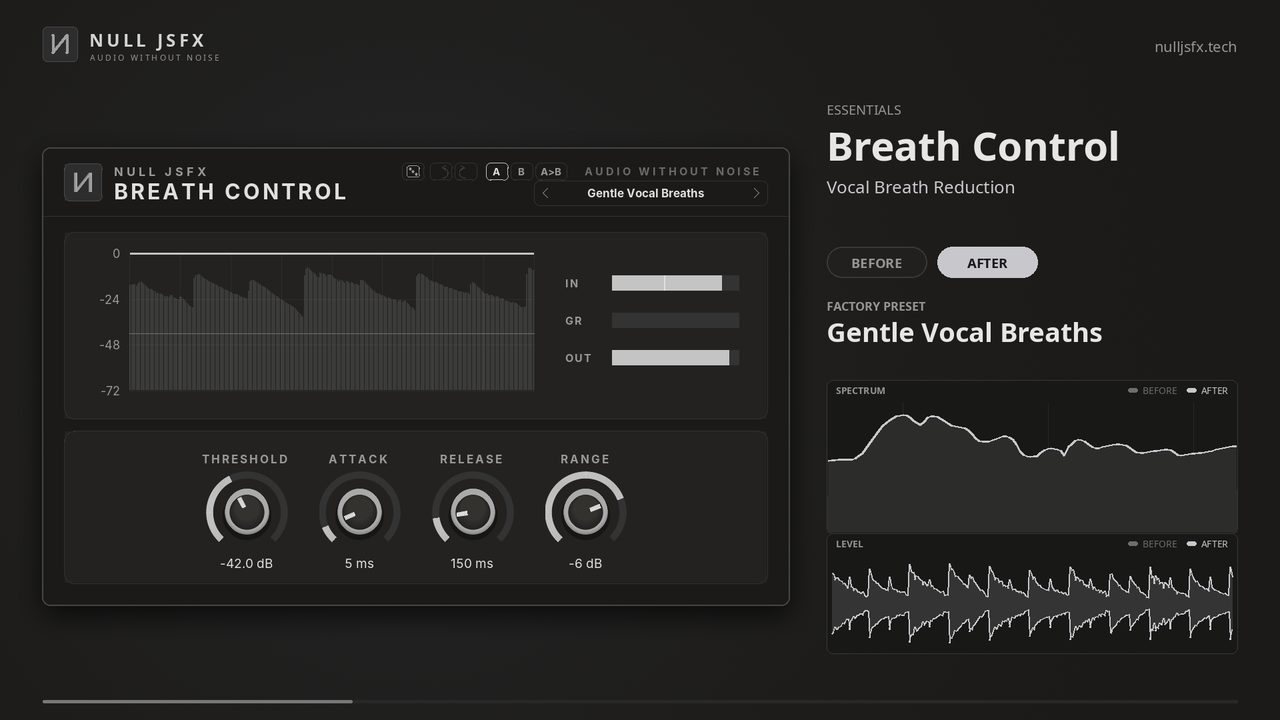 NULL JSFX
AUDIO WITHOUT NOISE
nulljsfx.tech
NULL JSFX
BREATH CONTROL
A B A>B
AUDIO WITHOUT NOISE
Gentle Vocal Breaths
0
-24
-48
-72
IN
GR
OUT
THRESHOLD ATTACK RELEASE RANGE
-42.0 dB 5 ms 150 ms -6 dB
ESSENTIALS
Breath Control
Vocal Breath Reduction
BEFORE AFTER
FACTORY PRESET
Gentle Vocal Breaths
SPECTRUM BEFORE AFTER
LEVEL BEFORE AFTER